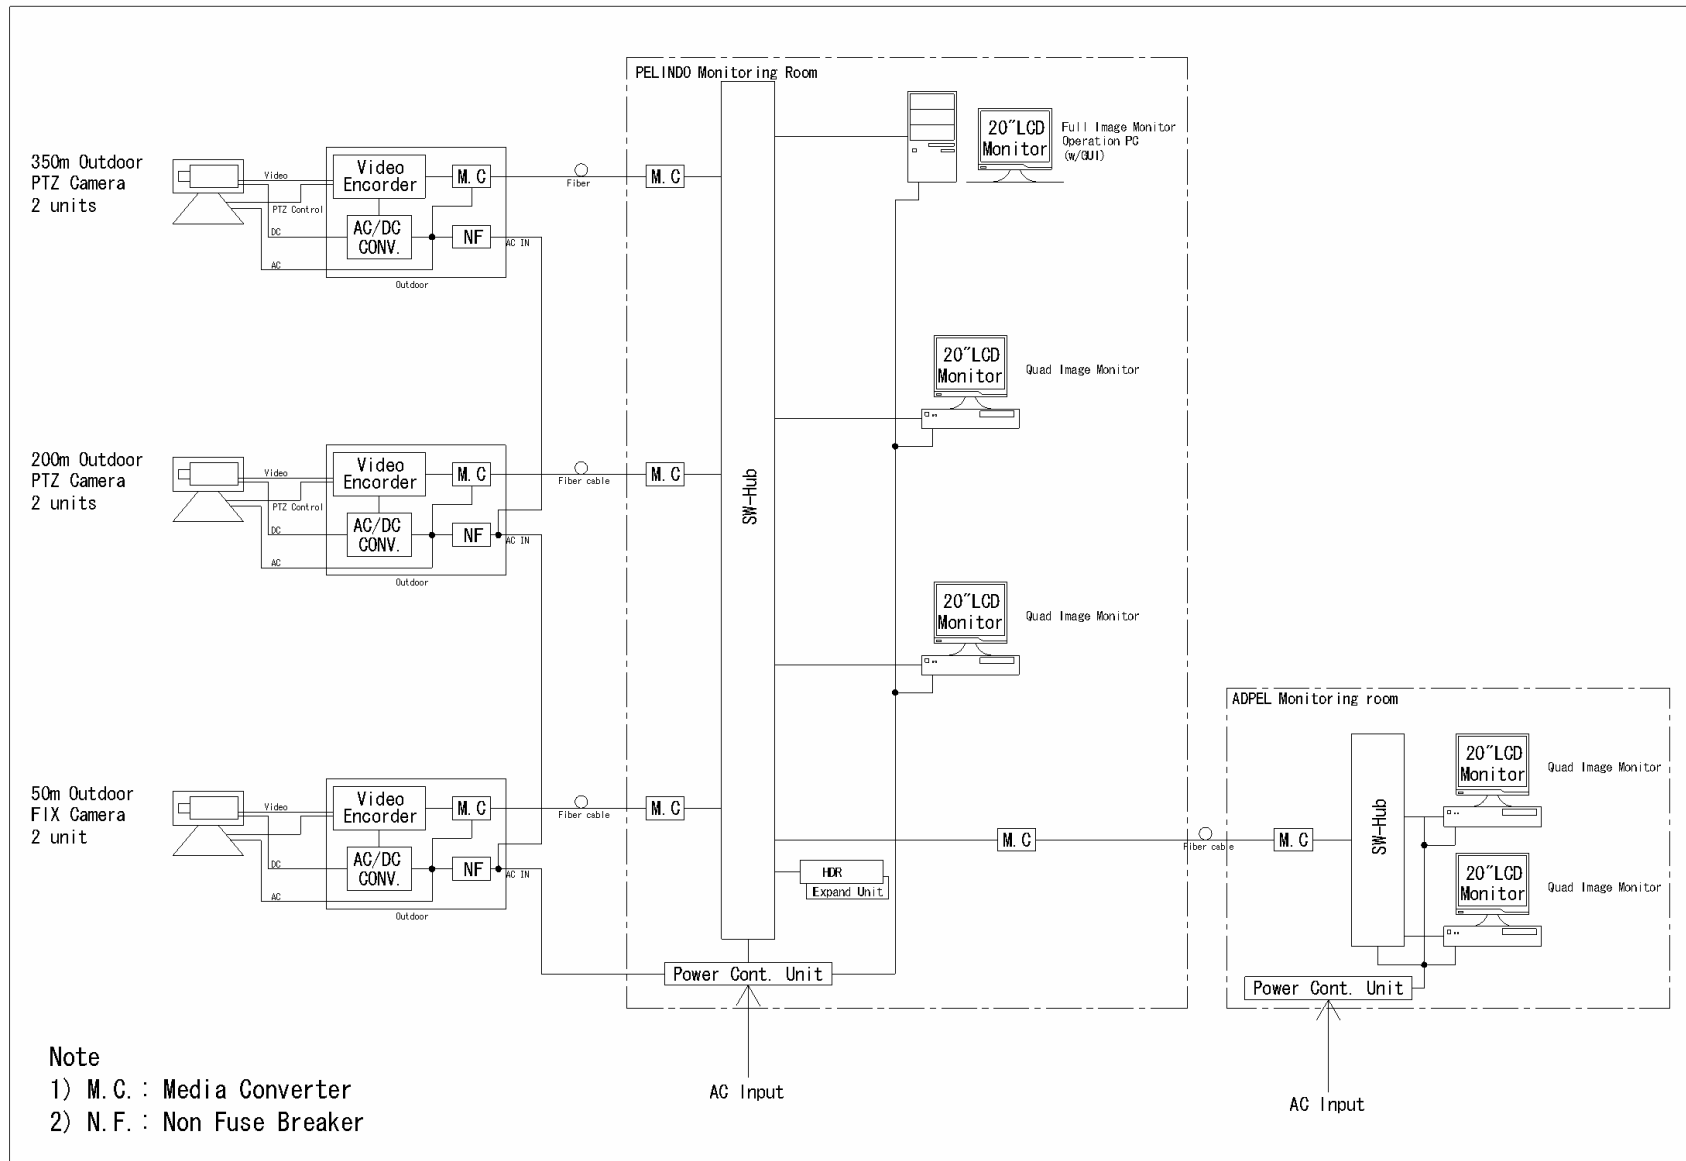 PELINDO Monitoring Room
20"LCD
Monitor
Full Image Monitor
Operation PC
(w/GUI)
350m Outdoor
PTZ Camera
2 units
Video
PTZ Control
DC
AC
Video
Encorder
M.C
AC/DC
CONV.
NF
AC IN
Outdoor
Fiber
M.C
20"LCD
Monitor
Quad Image Monitor
200m Outdoor
PTZ Camera
2 units
Video
PTZ Control
DC
AC
Video
Encorder
M.C
AC/DC
CONV.
NF
AC IN
Outdoor
Fiber cable
M.C
SW-Hub
20"LCD
Monitor
Quad Image Monitor
50m Outdoor
FIX Camera
2 unit
Video
DC
AC
Video
Encorder
M.C
AC/DC
CONV.
NF
AC IN
Outdoor
Fiber cable
M.C
M.C
Fiber cable
HDR
Expand Unit
Power Cont. Unit
AC Input
ADPEL Monitoring room
M.C
SW-Hub
20"LCD
Monitor
Quad Image Monitor
20"LCD
Monitor
Quad Image Monitor
Power Cont. Unit
AC Input
Note
1) M.C.: Media Converter
2) N.F.: Non Fuse Breaker